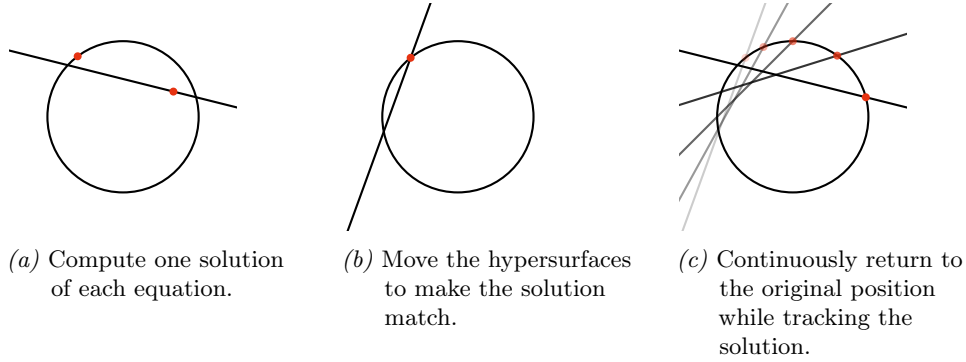 (a) Compute one solution
of each equation.
(b) Move the hypersurfaces
to make the solution
match.
(c) Continuously return to
the original position
while tracking the
solution.